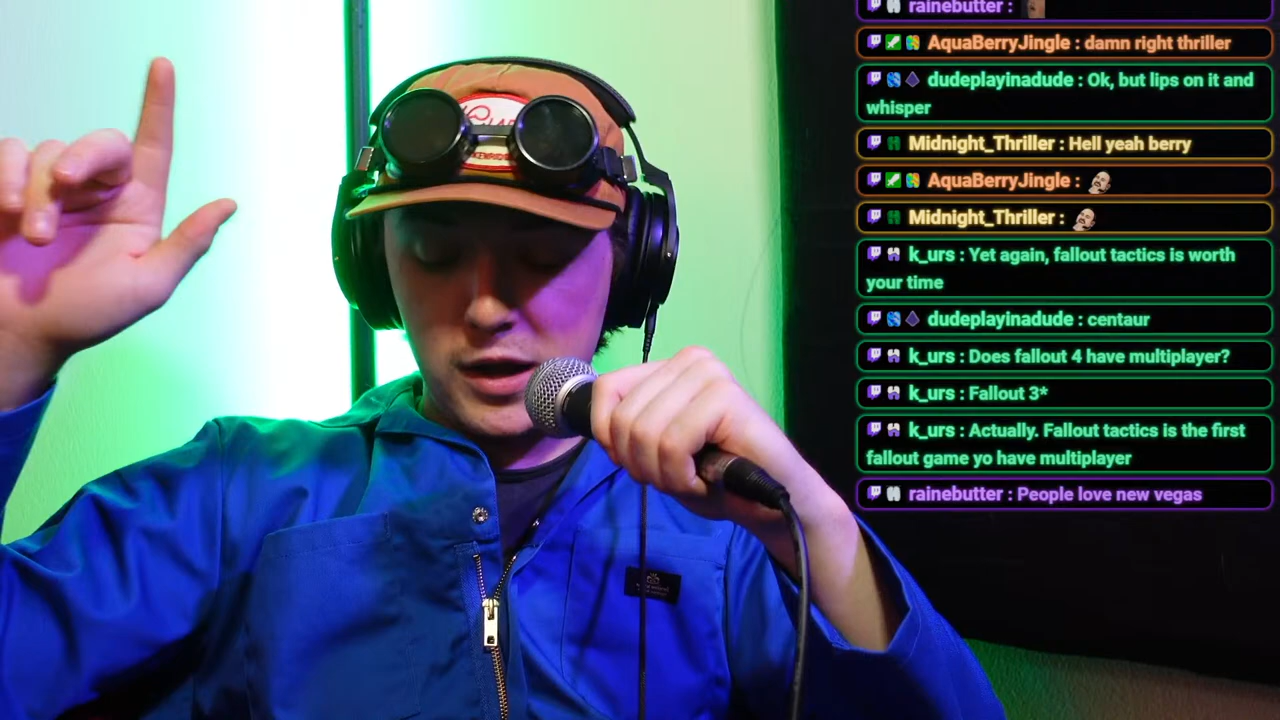 rainebutter :
AquaBerryJingle : damn right thriller
dudeplayinadude : Ok, but lips on it and
whisper
Midnight_Thriller : Hell yeah berry
AquaBerryJingle :
Midnight_Thriller :
k_urs : Yet again, fallout tactics is worth
your time
dudeplayinadude : centaur
k_urs : Does fallout 4 have multiplayer?
k_urs : Fallout 3*
k_urs : Actually. Fallout tactics is the first
fallout game yo have multiplayer
rainebutter : People love new vegas